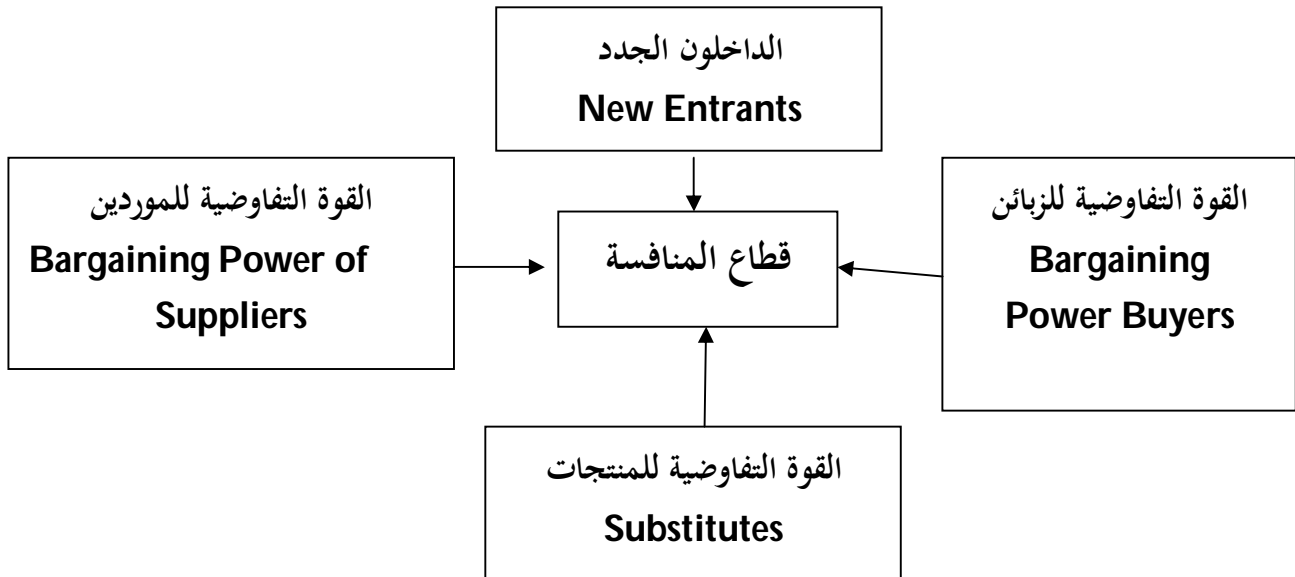 الداخلون الجدد
New Entrants
القوة التفاوضية للموردين
Bargaining Power of
Suppliers
قطاع المنافسة
القوة التفاوضية للزبائن
Bargaining
Power Buyers
القوة التفاوضية للمنتجات
Substitutes